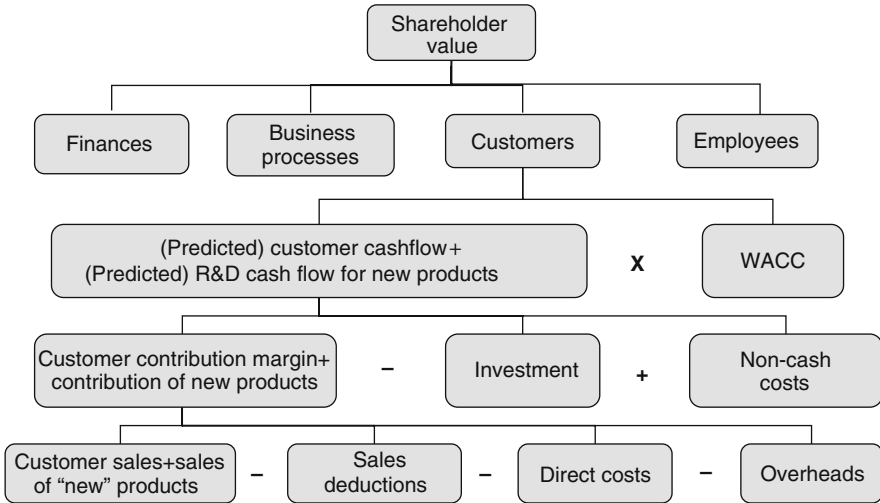 Shareholder
value
Finances
Business
processes
Customers
Employees
(Predicted) customer cashflow+
(Predicted) R&D cash flow for new products
X
WACC
Customer contribution margin+
contribution of new products
–
Investment
+
Non-cash
costs
Customer sales+sales
of “new” products
–
Sales
deductions
–
Direct costs
–
Overheads